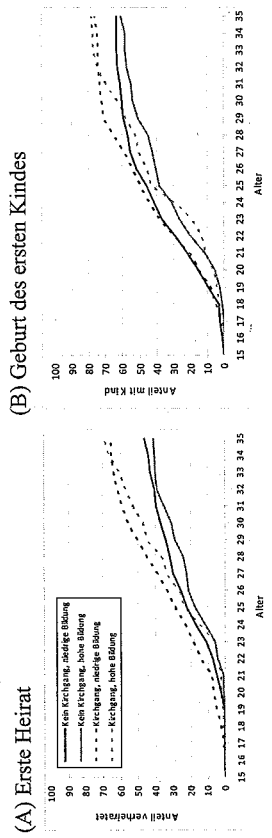 (A) Erste Heirat
Anteil verheiratet
100
90
80
70
60
50
40
30
20
10
0
Kein Kirchgang, niedrige Bildung
Kein Kirchgang, hohe Bildung
Kirchgang, niedrige Bildung
Kirchgang, hohe Bildung
15 16 17 18 19 20 21 22 23 24 25 26 27 28 29 30 31 32 33 34 35
Alter
(B) Geburt des ersten Kindes
Anteil mit Kind
100
90
80
70
60
50
40
30
20
10
0
15 16 17 18 19 20 21 22 23 24 25 26 27 28 29 30 31 32 33 34 35
Alter